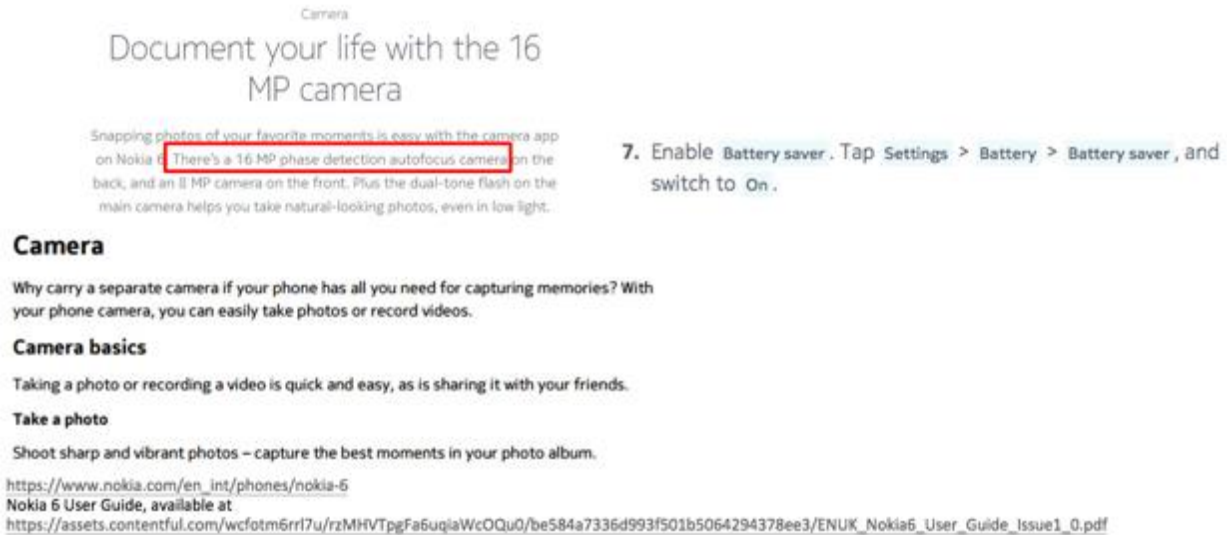 Camera
Document your life with the 16
MP camera
Snapping photos of your favorite moments is easy with the camera app
on Nokia 6. There's a 16 MP phase detection autofocus camera on the
back, and an 8 MP camera on the front. Plus the dual-tone flash on the
main camera helps you take natural-looking photos, even in low light.
7. Enable Battery saver. Tap Settings > Battery > Battery saver, and
switch to On.
Camera
Why carry a separate camera if your phone has all you need for capturing memories? With
your phone camera, you can easily take photos or record videos.
Camera basics
Taking a photo or recording a video is quick and easy, as is sharing it with your friends.
Take a photo
Shoot sharp and vibrant photos – capture the best moments in your photo album.
https://www.nokia.com/en_int/phones/nokia-6
Nokia 6 User Guide, available at
https://assets.contentful.com/wcfotm6rrl7u/rzMHVTpgFa6uqiaWcOQu0/be584a7336d993f501b5064294378ee3/ENUK_Nokia6_User_Guide_Issue1_0.pdf